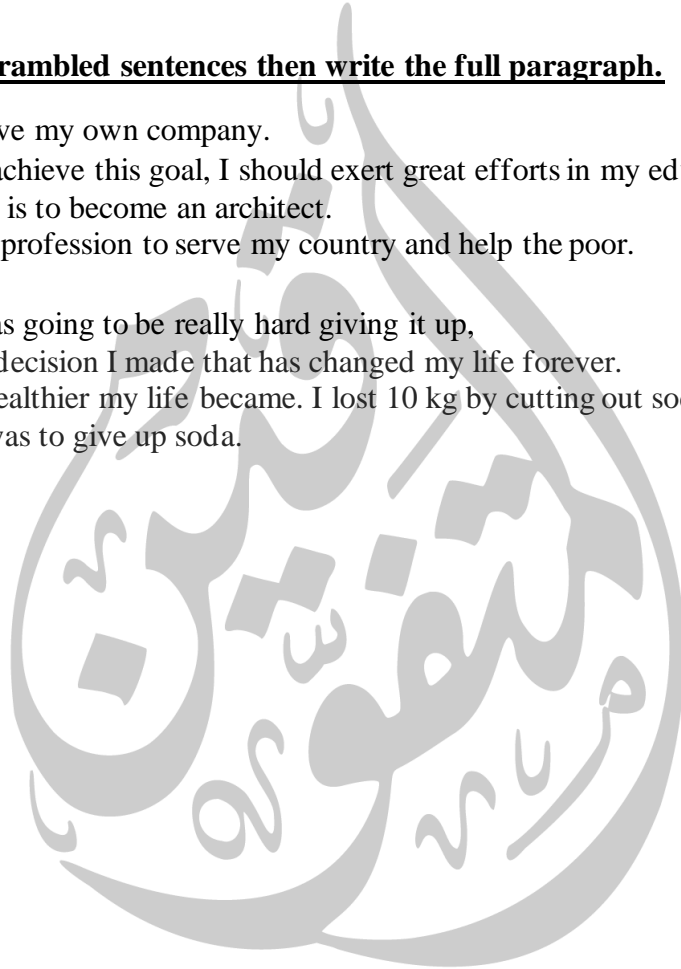 rambled sentences then write the full paragraph.
ve my own company.
achieve this goal, I should exert great efforts in my ed
is to become an architect.
profession to serve my country and help the poor.
as going to be really hard giving it up,
decision I made that has changed my life forever.
ealthier my life became. I lost 10 kg by cutting out so
was to give up soda.
متفوقين